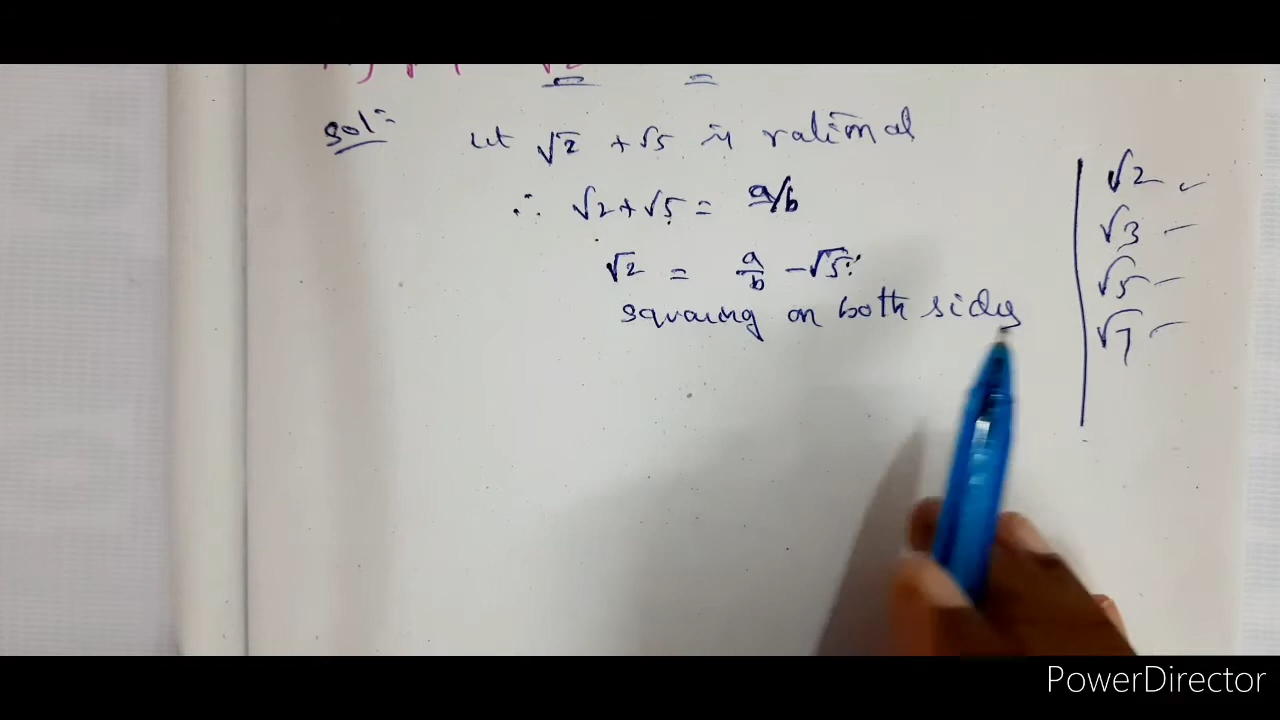 sol:-
let √2 + √5 is rational
∴ √2 + √5 = a/b
√2 = a/b - √5
squaring on both sides
√2
√3
√5
√7
PowerDirector